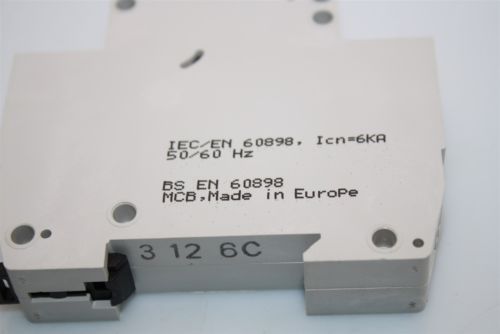 IEC/EN 60898, Icn=6KA
50/60 Hz
BS EN 60898
MCB,Made in EuroPe
3 12 6C